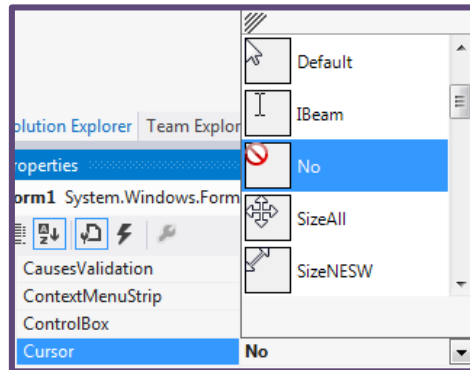 Default
IBeam
No
SizeAll
SizeNESW
olution Explorer Team Explor
roperties
orm1 System.Windows.Form
CausesValidation
ContextMenuStrip
ControlBox
Cursor No